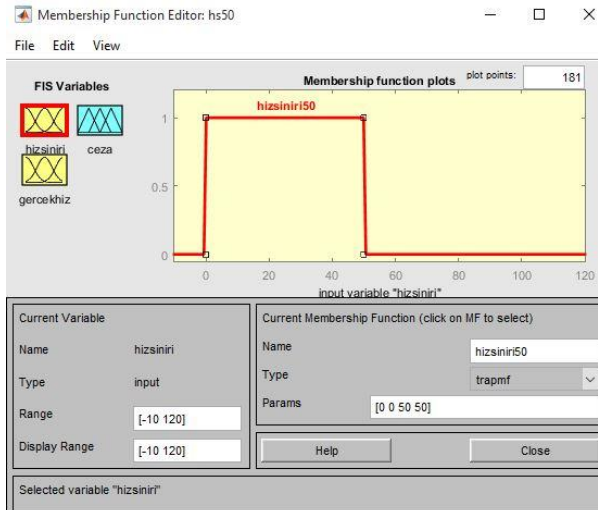 Membership Function Editor: hs50
File Edit View
FIS Variables
hizsiniri ceza
gercekhiz
Membership function plots plot points: 181
hizsiniri50
1
0.5
0
0 20 40 60 80 100 120
input variable "hizsiniri"
Current Variable
Name hizsiniri
Type input
Range [-10 120]
Display Range [-10 120]
Current Membership Function (click on MF to select)
Name hizsiniri50
Type trapmf
Params [0 0 50 50]
Help Close
Selected variable "hizsiniri"